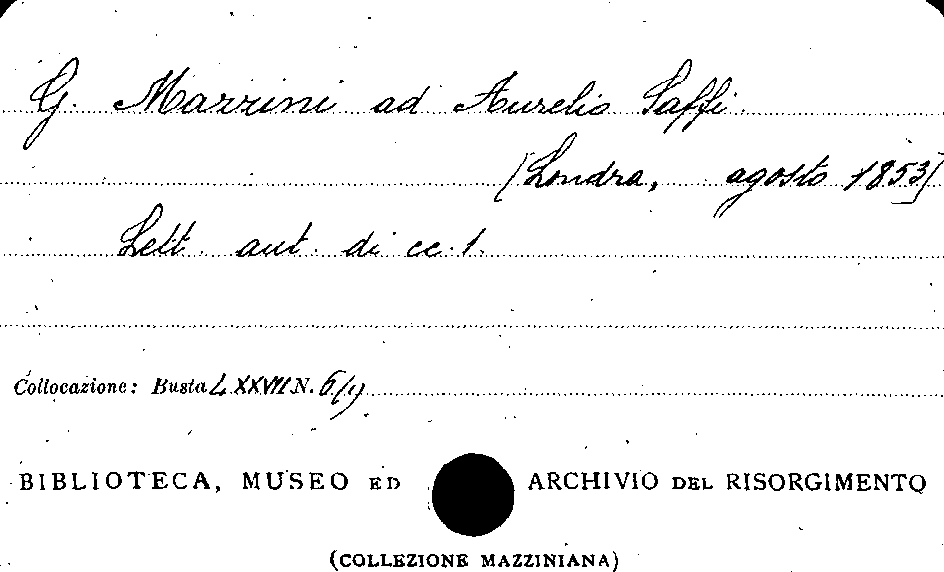 G. Mazzini ad Aurelio Saffi.
[Londra, agosto 1853]
Lett. aut. di cc. 1.
Collocazione: Busta LXXVII N. 6/1)
BIBLIOTECA, MUSEO ED ARCHIVIO DEL RISORGIMENTO
(COLLEZIONE MAZZINIANA)